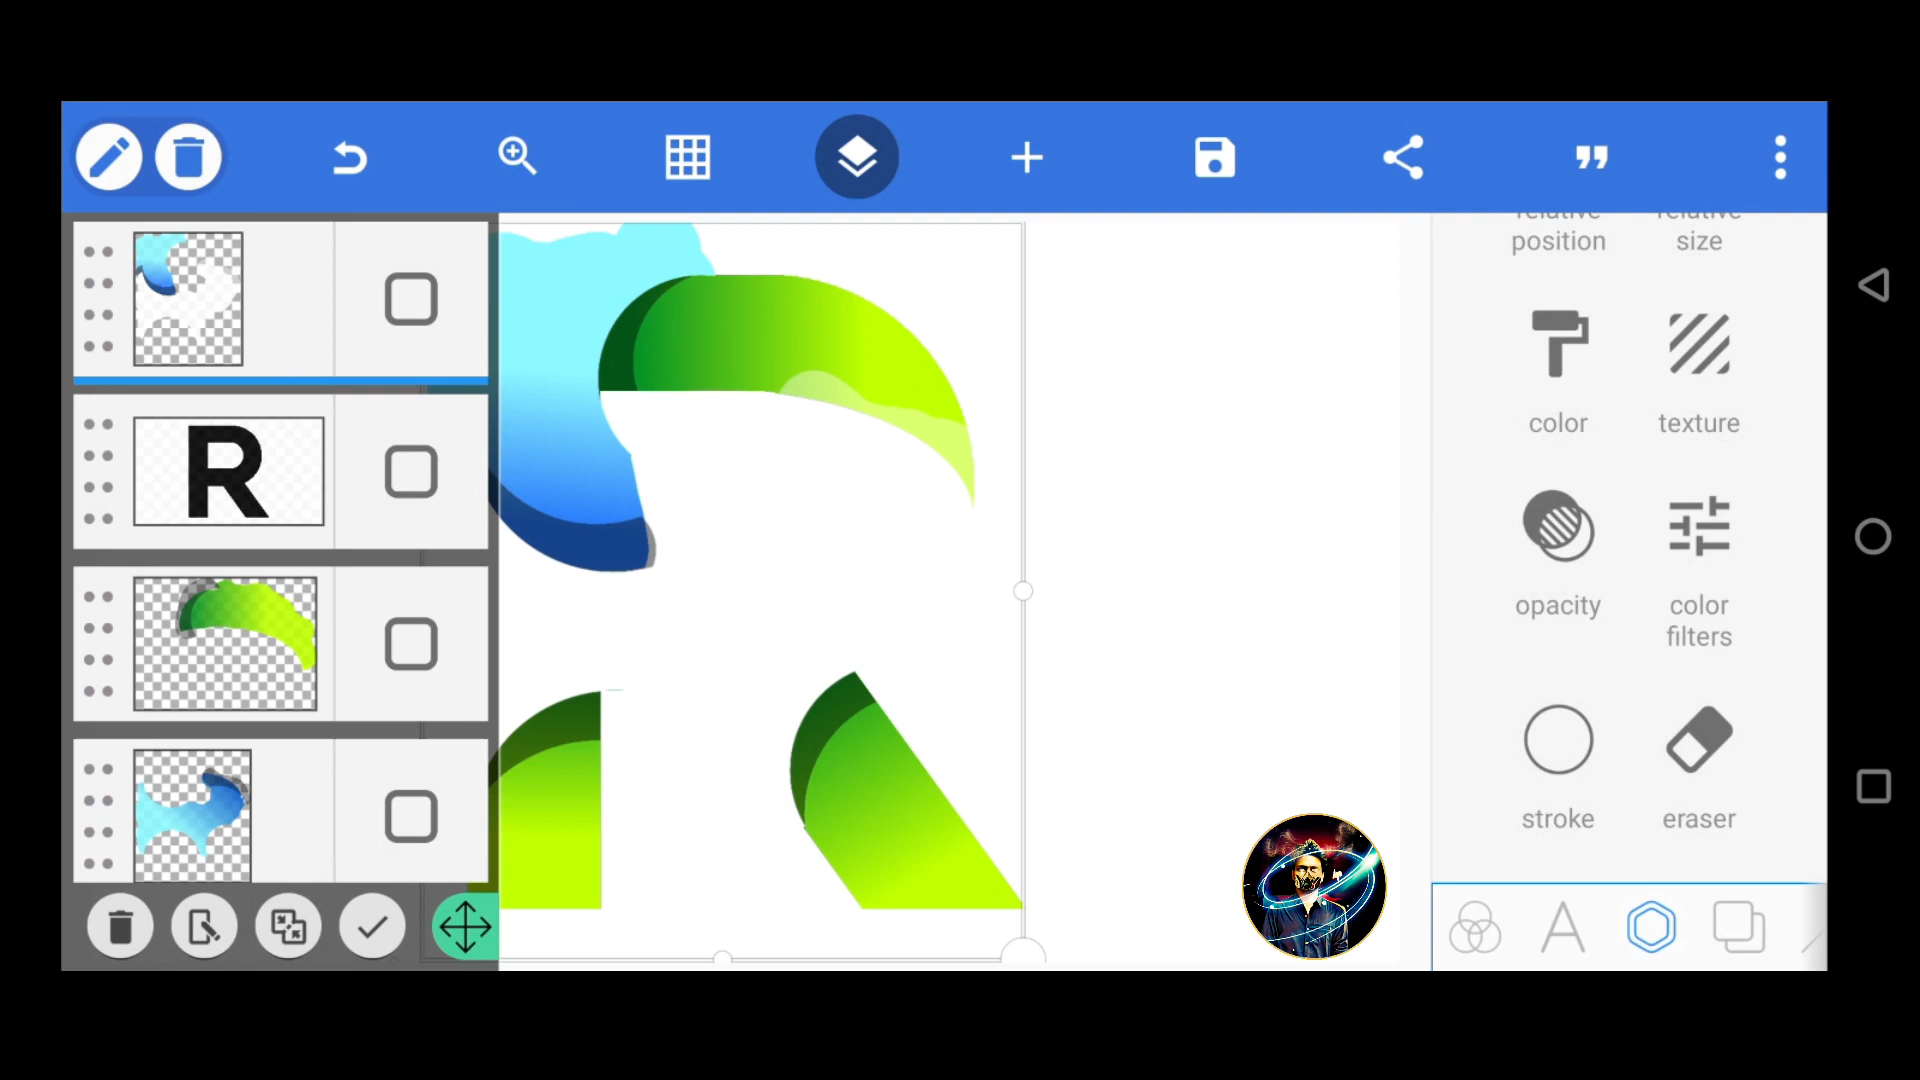 relative relative
position size
R
color texture
opacity color
filters
stroke eraser
A